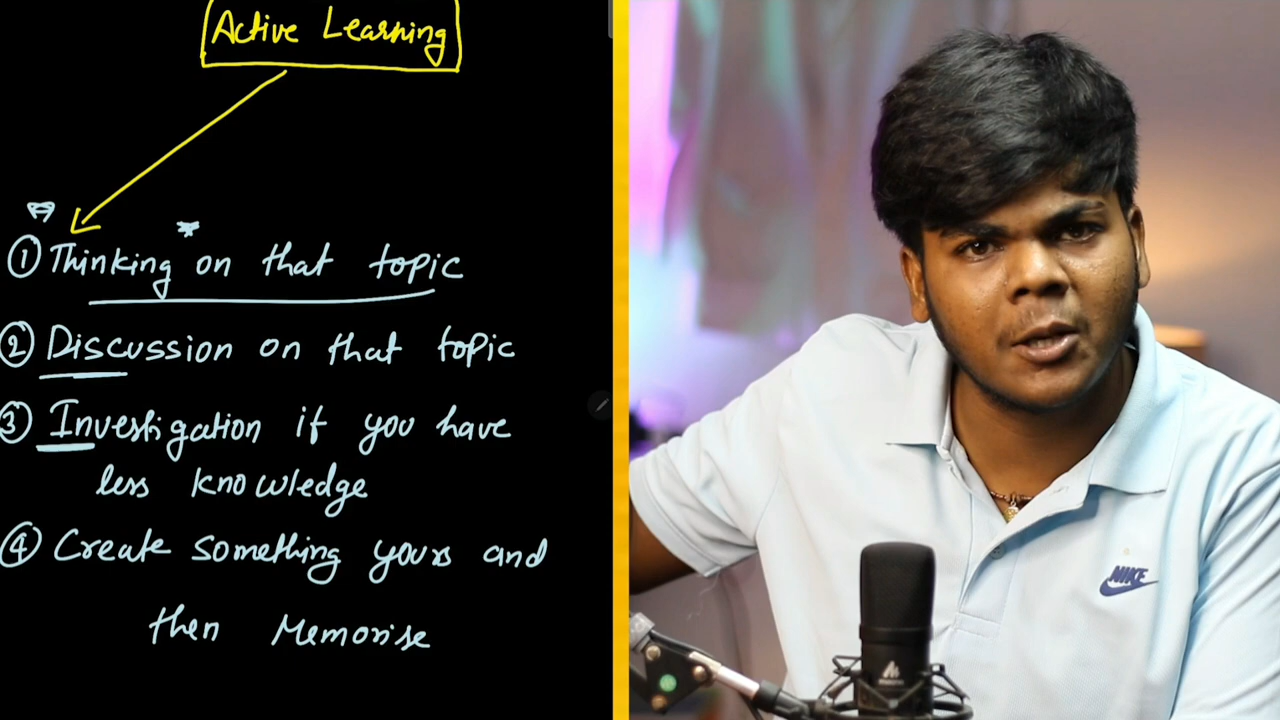 Active Learning
① Thinking on that topic
② Discussion on that topic
③ Investigation if you have
less knowledge
④ Create something yours and
then Memorise
NIKE